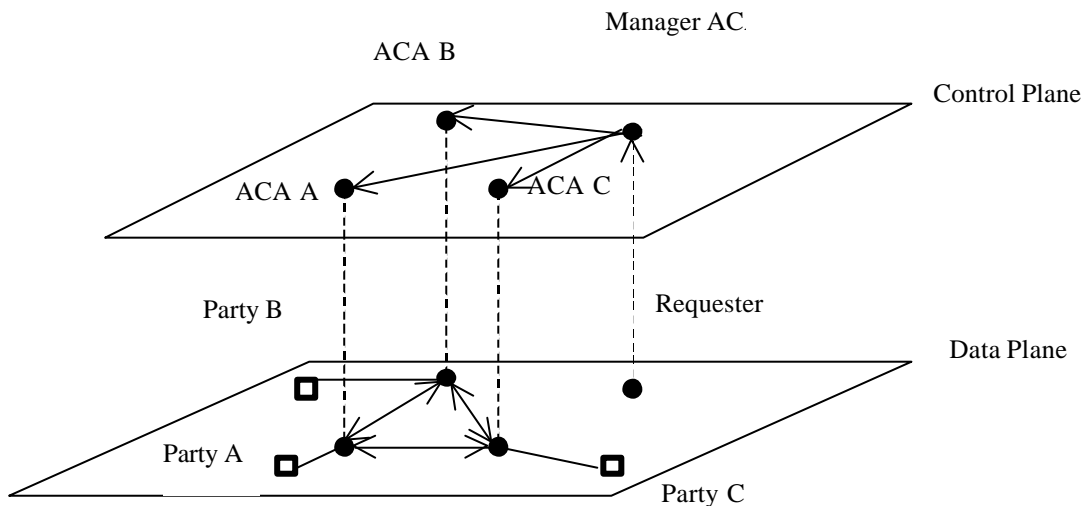 Manager AC
ACA B
Control Plane
ACA A
ACA C
Party B
Requester
Data Plane
Party A
Party C